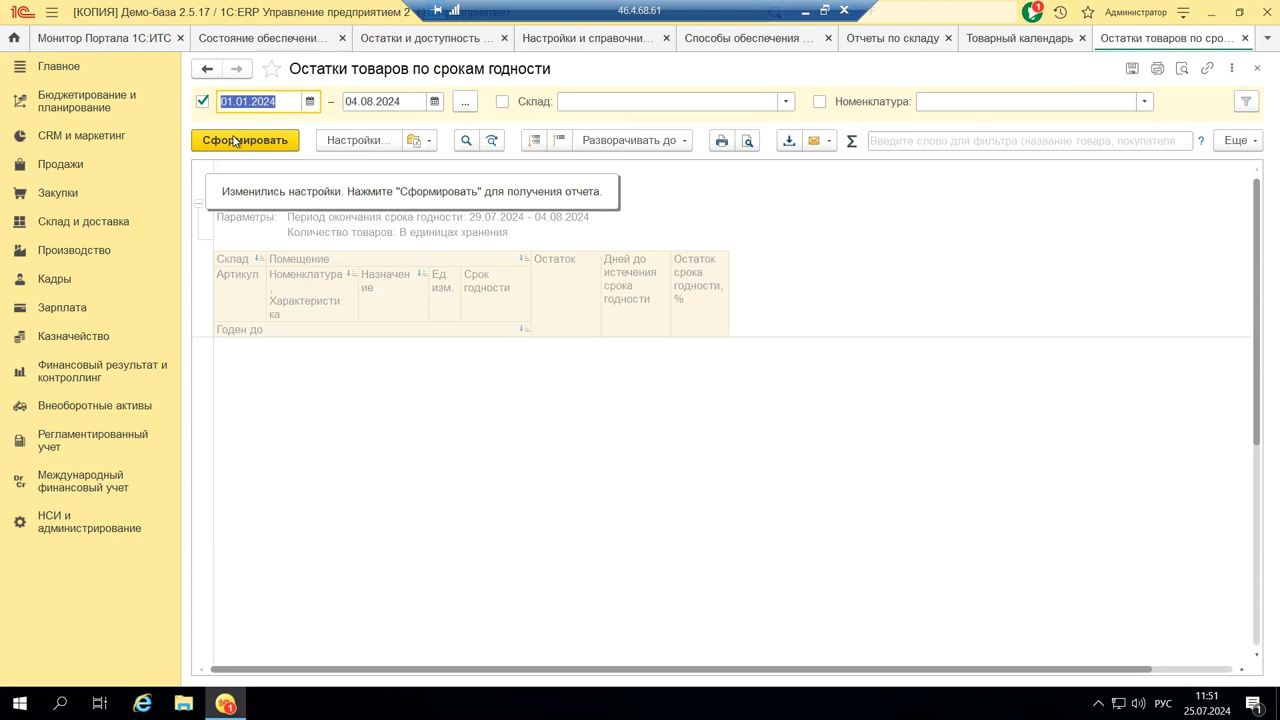 [КОПИЯ] Демо-база 2.5.17 / 1С:ERP Управление предприятием 2
46.4.68.61
1
Администратор
Монитор Портала 1С:ИТС
Состояние обеспечени...
Остатки и доступность ...
Настройки и справочни...
Способы обеспечения ...
Отчеты по складу
Товарный календарь
Остатки товаров по сро...
Главное
Бюджетирование и
планирование
CRM и маркетинг
Продажи
Закупки
Склад и доставка
Производство
Кадры
Зарплата
Казначейство
Финансовый результат и
контроллинг
Внеоборотные активы
Регламентированный
учет
Международный
финансовый учет
Dr
Cr
НСИ и
администрирование
Остатки товаров по срокам годности
01.01.2024 – 04.08.2024 ... Склад: Номенклатура:
Сформировать Настройки... Разворачивать до Σ Введите слово для фильтра (название товара, покупателя ... ? Еще
Изменились настройки. Нажмите "Сформировать" для получения отчета.
Параметры: Период окончания срока годности: 29.07.2024 - 04.08.2024
Количество товаров: В единицах хранения
Склад Помещение Остаток Дней до
истечения
срока
годности
Остаток
срока
годности,
%
Артикул Номенклатура
,
Характеристи
ка
Назначен
ие
Ед.
изм.
Срок
годности
Годен до
1
РУС
11:51
25.07.2024
1